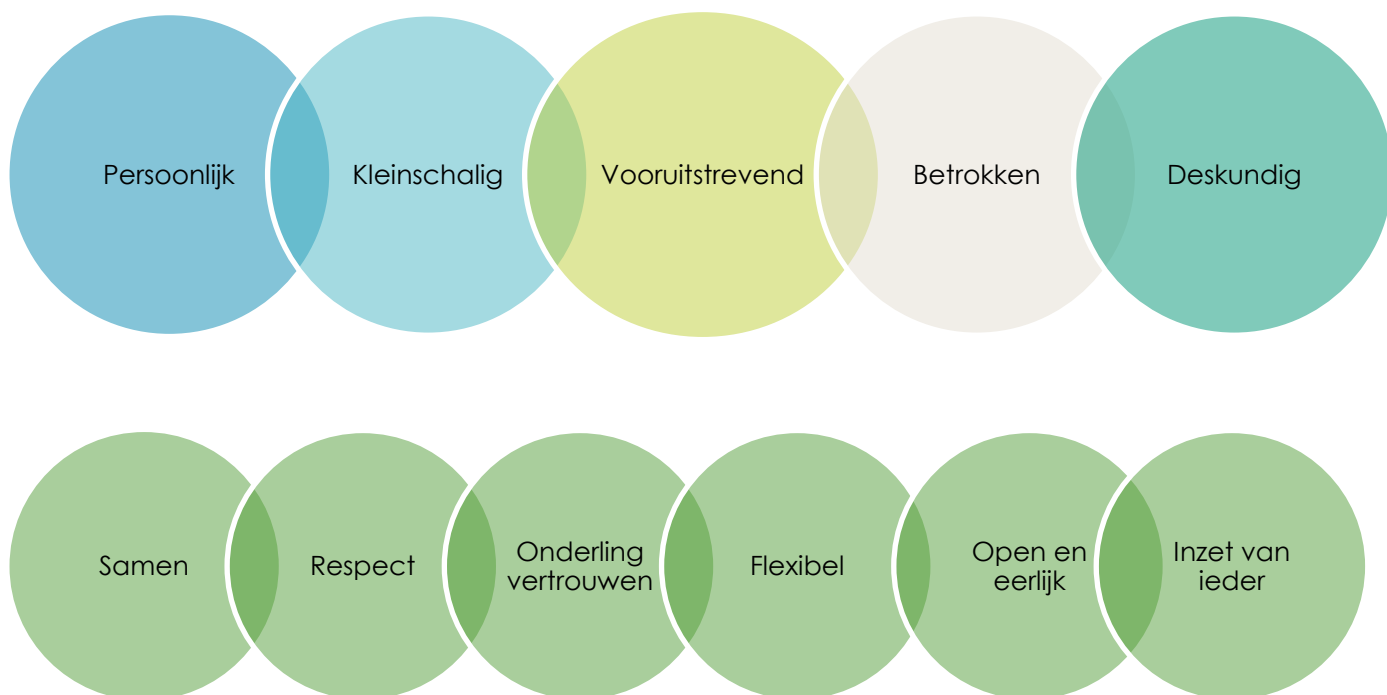 Persoonlijk
Kleinschalig
Vooruitstrevend
Betrokken
Deskundig
Samen
Respect
Onderling
vertrouwen
Flexibel
Open en
eerlijk
Inzet van
ieder